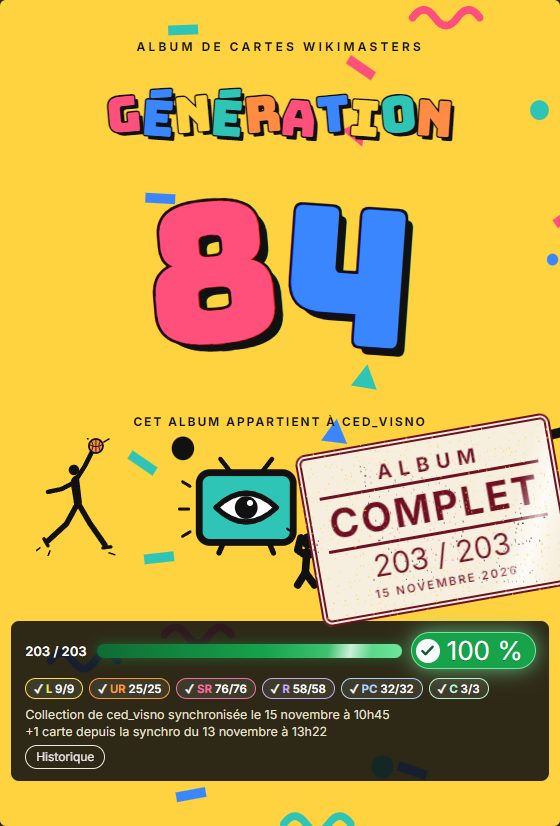 ALBUM DE CARTES WIKIMASTERS
GÉNÉRATION
84
CET ALBUM APPARTIENT À CED_VISNO
ALBUM
COMPLET
203 / 203
15 NOVEMBRE 2026
203 / 203
100 %
✓ L 9/9 ✓ UR 25/25 ✓ SR 76/76 ✓ R 58/58 ✓ PC 32/32 ✓ C 3/3
Collection de ced_visno synchronisée le 15 novembre à 10h45
+1 carte depuis la synchro du 13 novembre à 13h22
Historique